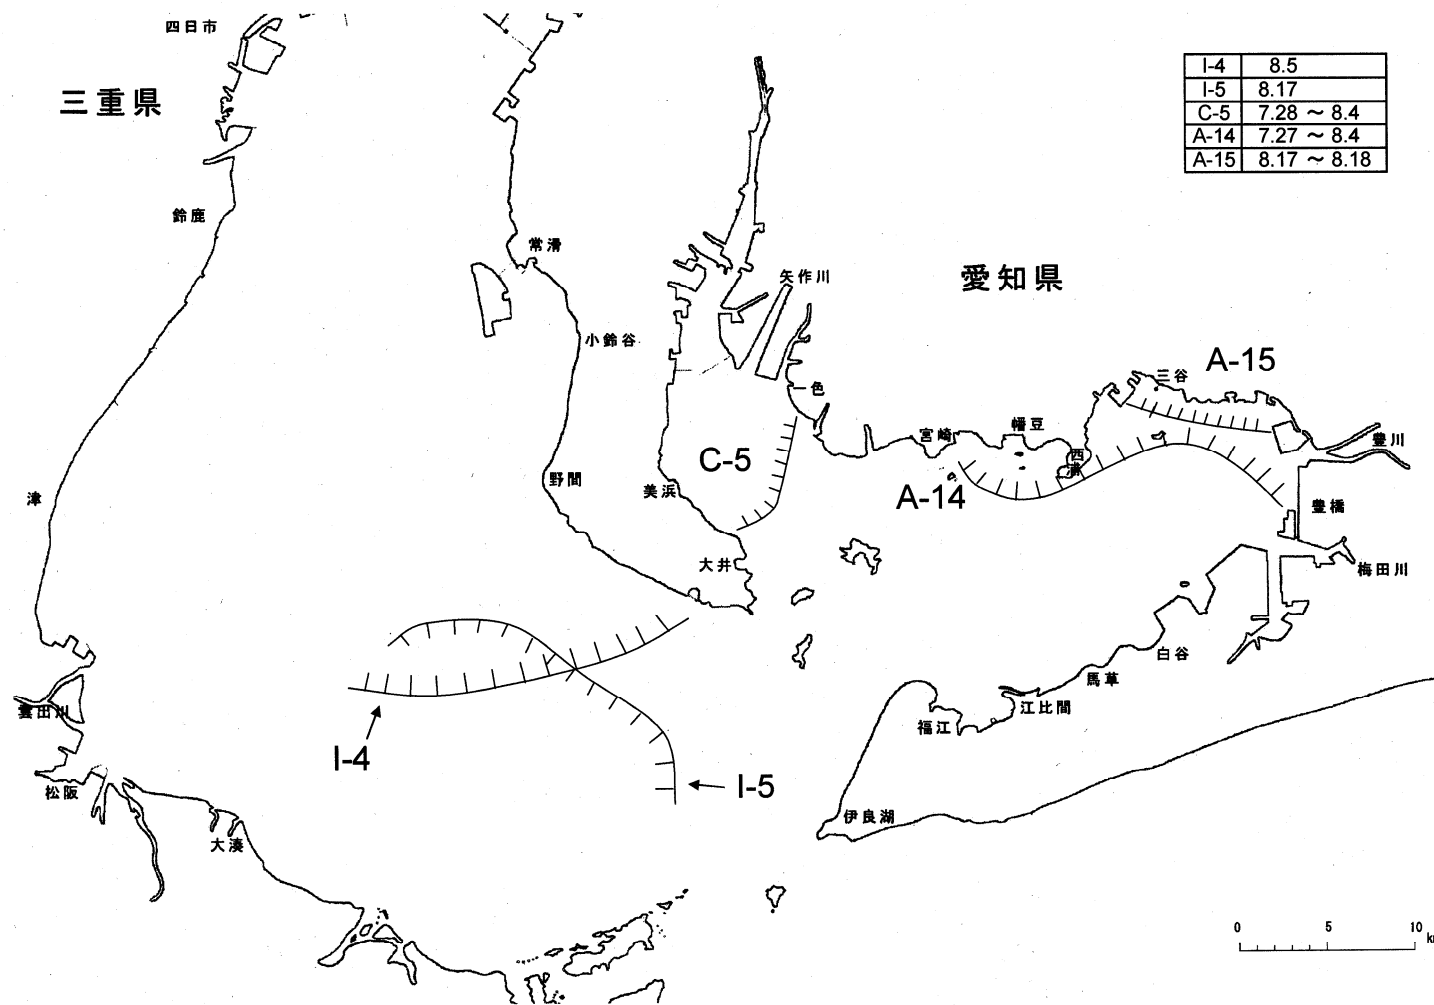 四日市
三重県
I-4 8.5
I-5 8.17
C-5 7.28 ～ 8.4
A-14 7.27 ～ 8.4
A-15 8.17 ～ 8.18
鈴鹿
常滑
矢作川
愛知県
小鈴谷
A-15
三谷
一色
幡豆
宮崎
豊川
西浦
C-5
野間
美浜
A-14
津
豊橋
大井
梅田川
白谷
馬草
雲出川
江比間
福江
I-4
I-5
松阪
伊良湖
大湊
0 5 10